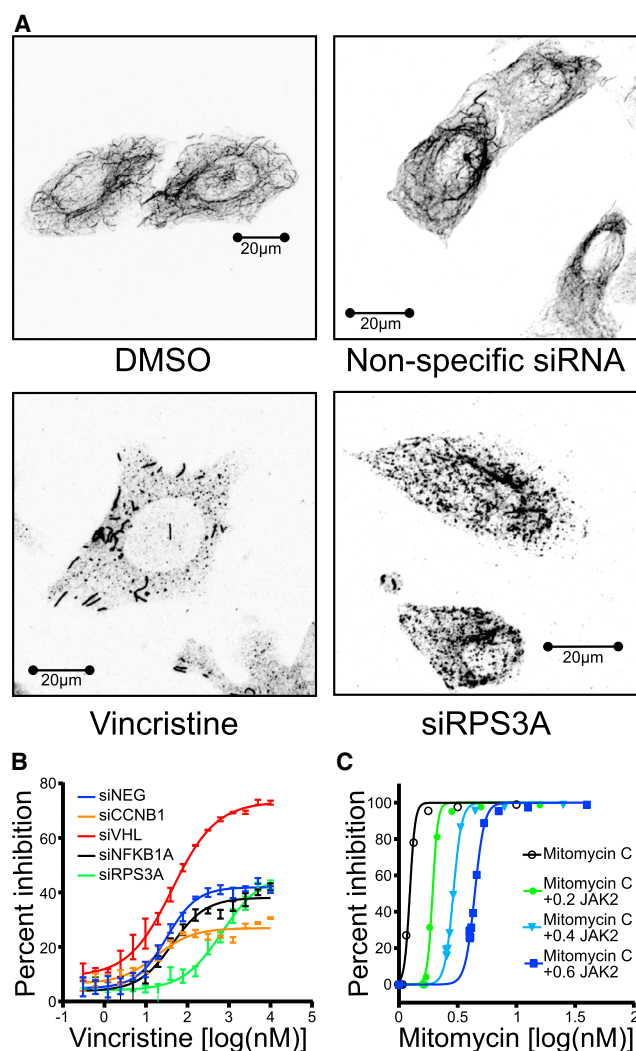 A
20µm
20µm
DMSO
Non-specific siRNA
20µm
20µm
Vincristine
siRPS3A
B
80
60
40
20
0
Percent inhibition
siNEG
siCCNB1
siVHL
siNFKB1A
siRPS3A
-1
0
1
2
3
4
5
Vincristine [log(nM)]
C
100
80
60
40
20
0
Percent inhibition
Mitomycin C
Mitomycin C
+0.2 JAK2
Mitomycin C
+0.4 JAK2
Mitomycin C
+0.6 JAK2
0
0.5
1
1.5
2
Mitomycin [log(nM)]